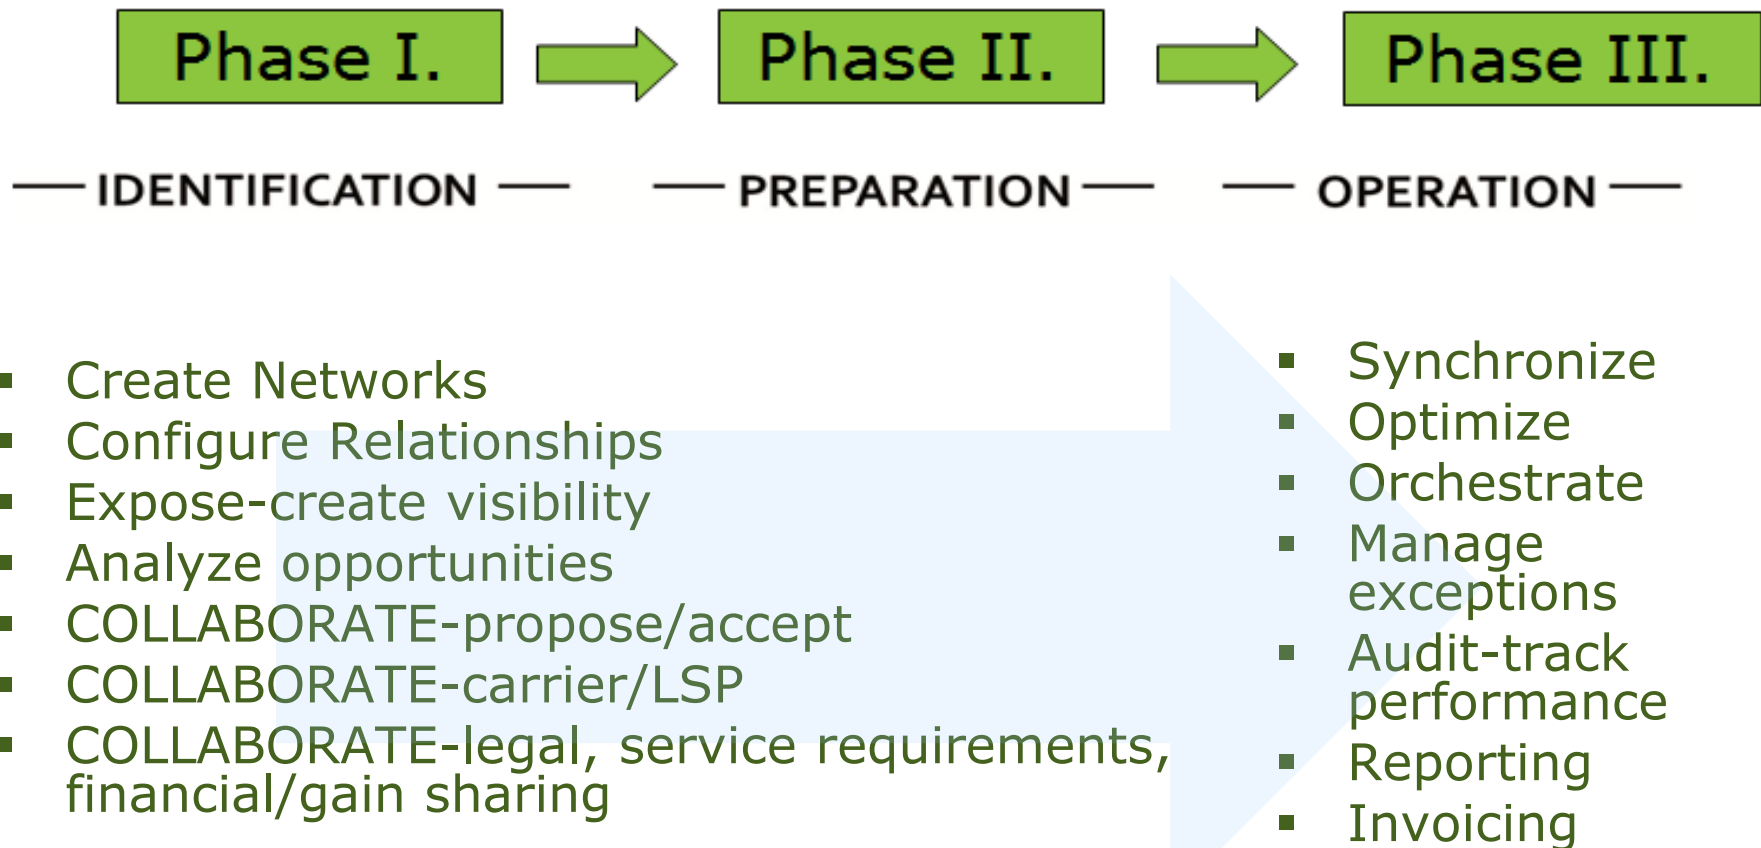 Phase I.
Phase II.
Phase III.
IDENTIFICATION
PREPARATION
OPERATION
▪ Create Networks
▪ Configure Relationships
▪ Expose-create visibility
▪ Analyze opportunities
▪ COLLABORATE-propose/accept
▪ COLLABORATE-carrier/LSP
▪ COLLABORATE-legal, service requirements,
financial/gain sharing
▪ Synchronize
▪ Optimize
▪ Orchestrate
▪ Manage
exceptions
▪ Audit-track
performance
▪ Reporting
▪ Invoicing